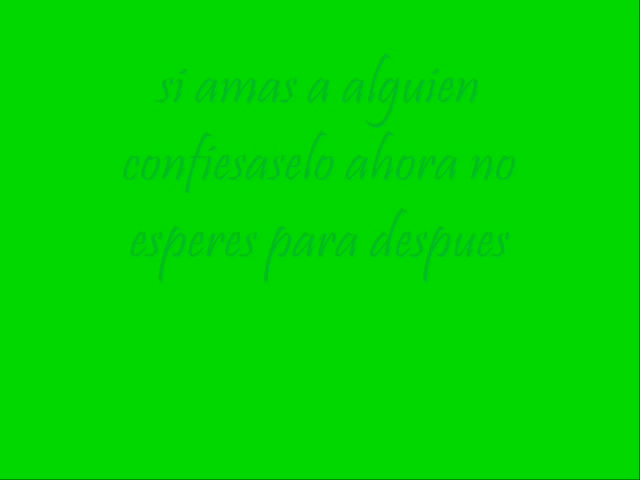 si amas a alguien
confiesaselo ahora no
esperes para despues